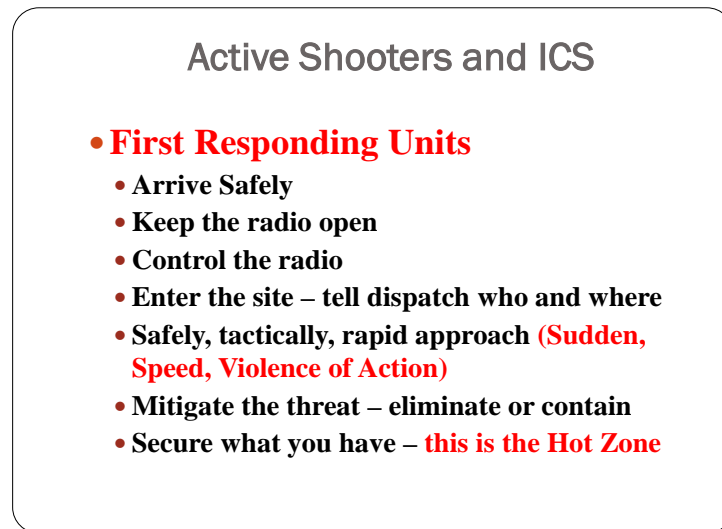 Active Shooters and ICS
• First Responding Units
• Arrive Safely
• Keep the radio open
• Control the radio
• Enter the site – tell dispatch who and where
• Safely, tactically, rapid approach (Sudden,
Speed, Violence of Action)
• Mitigate the threat – eliminate or contain
• Secure what you have – this is the Hot Zone